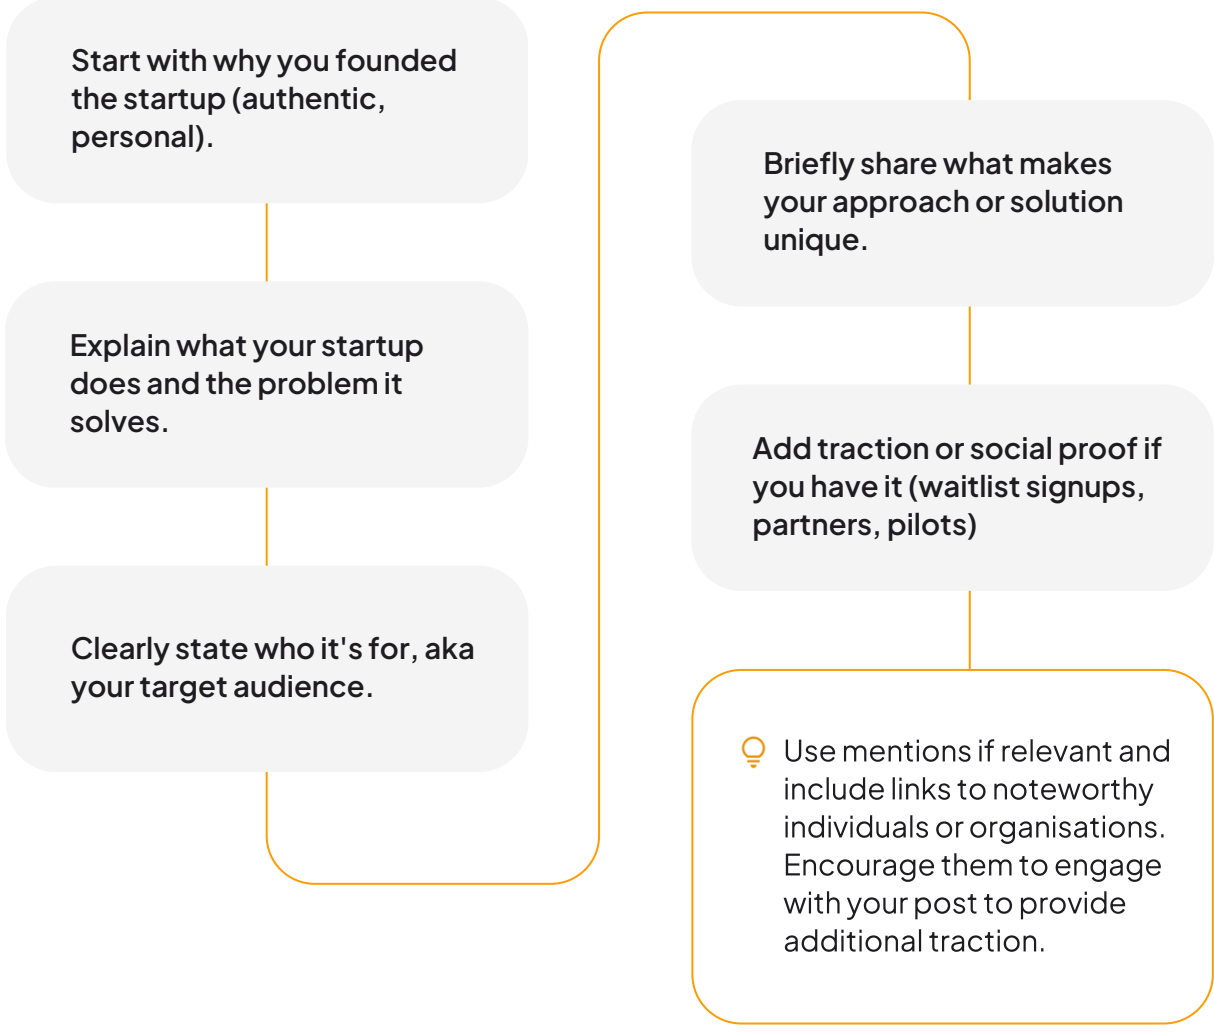 Start with why you founded
the startup (authentic,
personal).
Explain what your startup
does and the problem it
solves.
Clearly state who it's for, aka
your target audience.
Briefly share what makes
your approach or solution
unique.
Add traction or social proof if
you have it (waitlist signups,
partners, pilots)
Use mentions if relevant and
include links to noteworthy
individuals or organisations.
Encourage them to engage
with your post to provide
additional traction.